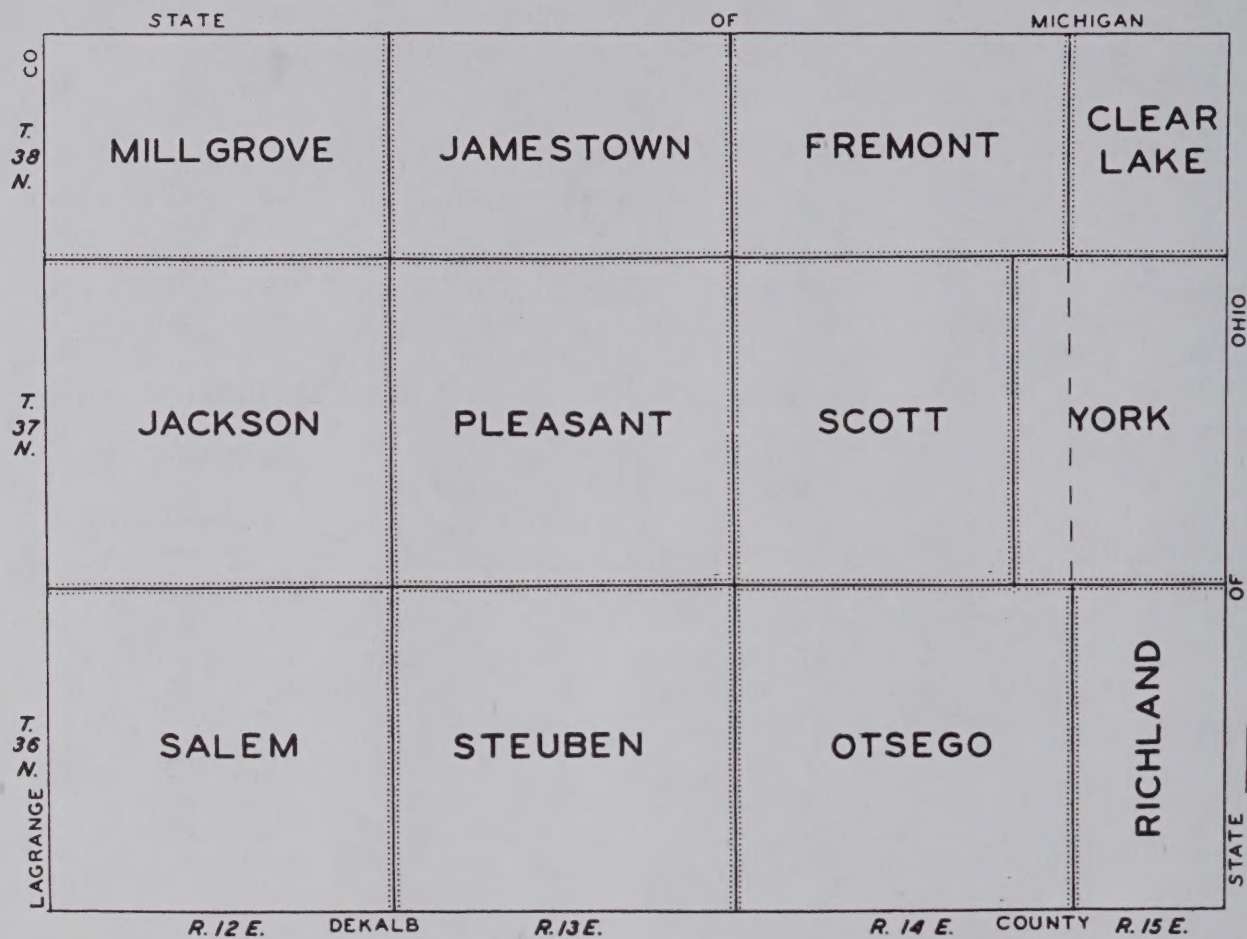 STATE OF MICHIGAN
CO
T. 38 N.
MILLGROVE
JAMESTOWN
FREMONT
CLEAR
LAKE
T. 37 N.
JACKSON
PLEASANT
SCOTT
YORK
T. 36 N.
SALEM
STEUBEN
OTSEGO
RICHLAND
LAGRANGE
STATE OF OHIO
R. 12 E. DEKALB R. 13 E. R. 14 E. COUNTY R. 15 E.